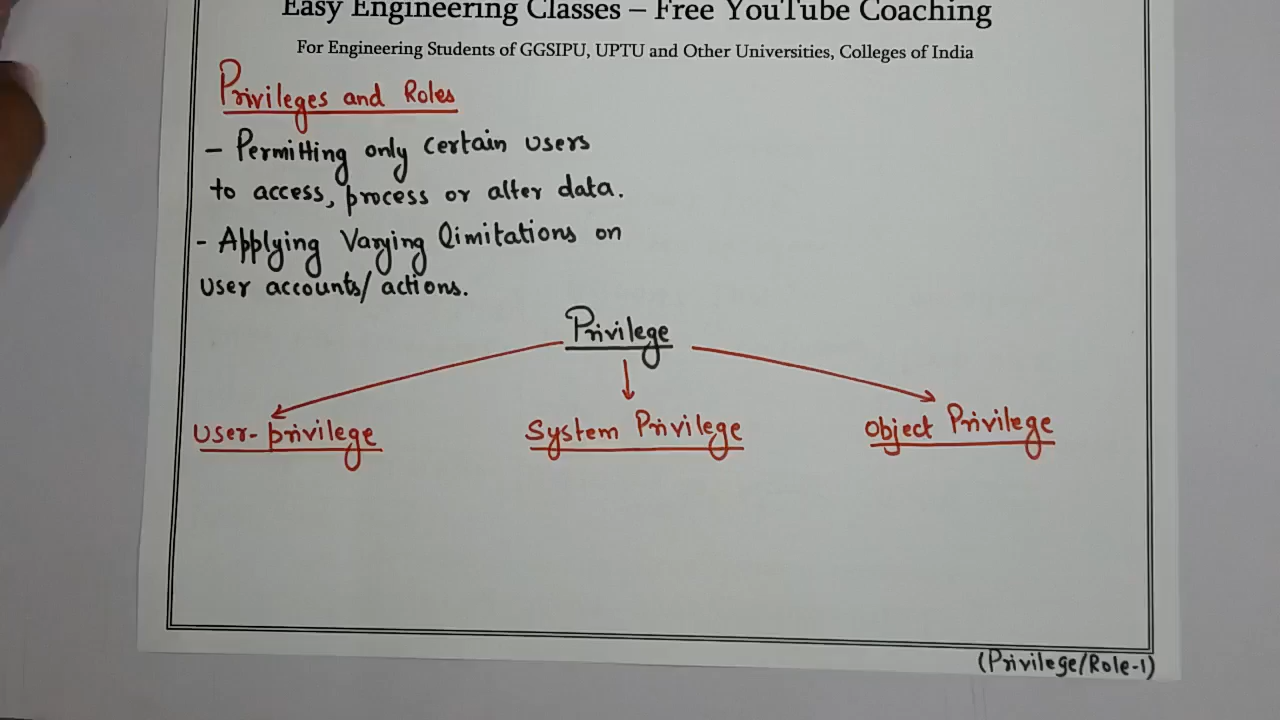 Easy Engineering Classes – Free YouTube Coaching
For Engineering Students of GGSIPU, UPTU and Other Universities, Colleges of India
Privileges and Roles
- Permitting only certain users
to access, process or alter data.
- Applying Varying limitations on
User accounts/actions.
Privilege
User-privilege System Privilege Object Privilege
(Privilege/Role-1)